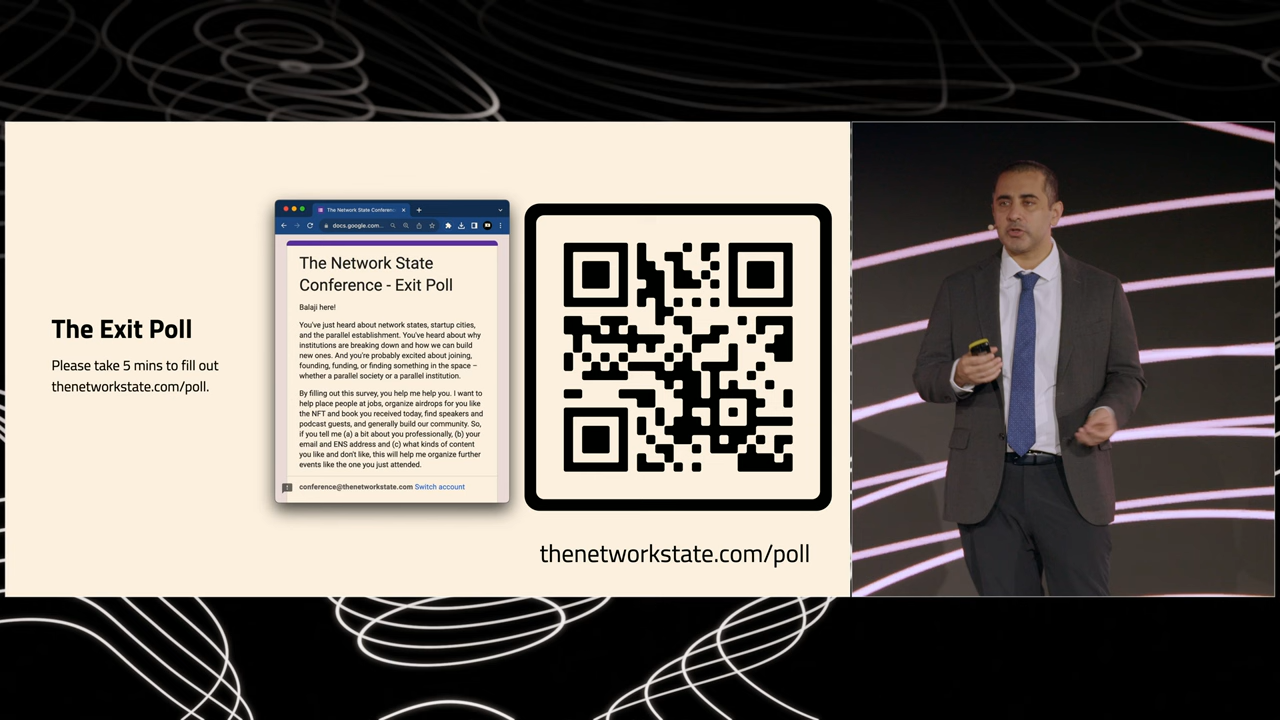 The Exit Poll
Please take 5 mins to fill out
thenetworkstate.com/poll.
The Network State Conferen
docs.google.com...
The Network State
Conference - Exit Poll
Balaji here!
You've just heard about network states, startup cities,
and the parallel establishment. You've heard about why
institutions are breaking down and how we can build
new ones. And you're probably excited about joining,
founding, funding, or finding something in the space –
whether a parallel society or a parallel institution.
By filling out this survey, you help me help you. I want to
help place people at jobs, organize airdrops for you like
the NFT and book you received today, find speakers and
podcast guests, and generally build our community. So,
if you tell me (a) a bit about you professionally, (b) your
email and ENS address and (c) what kinds of content
you like and don't like, this will help me organize further
events like the one you just attended.
conference@thenetworkstate.com Switch account
thenetworkstate.com/poll